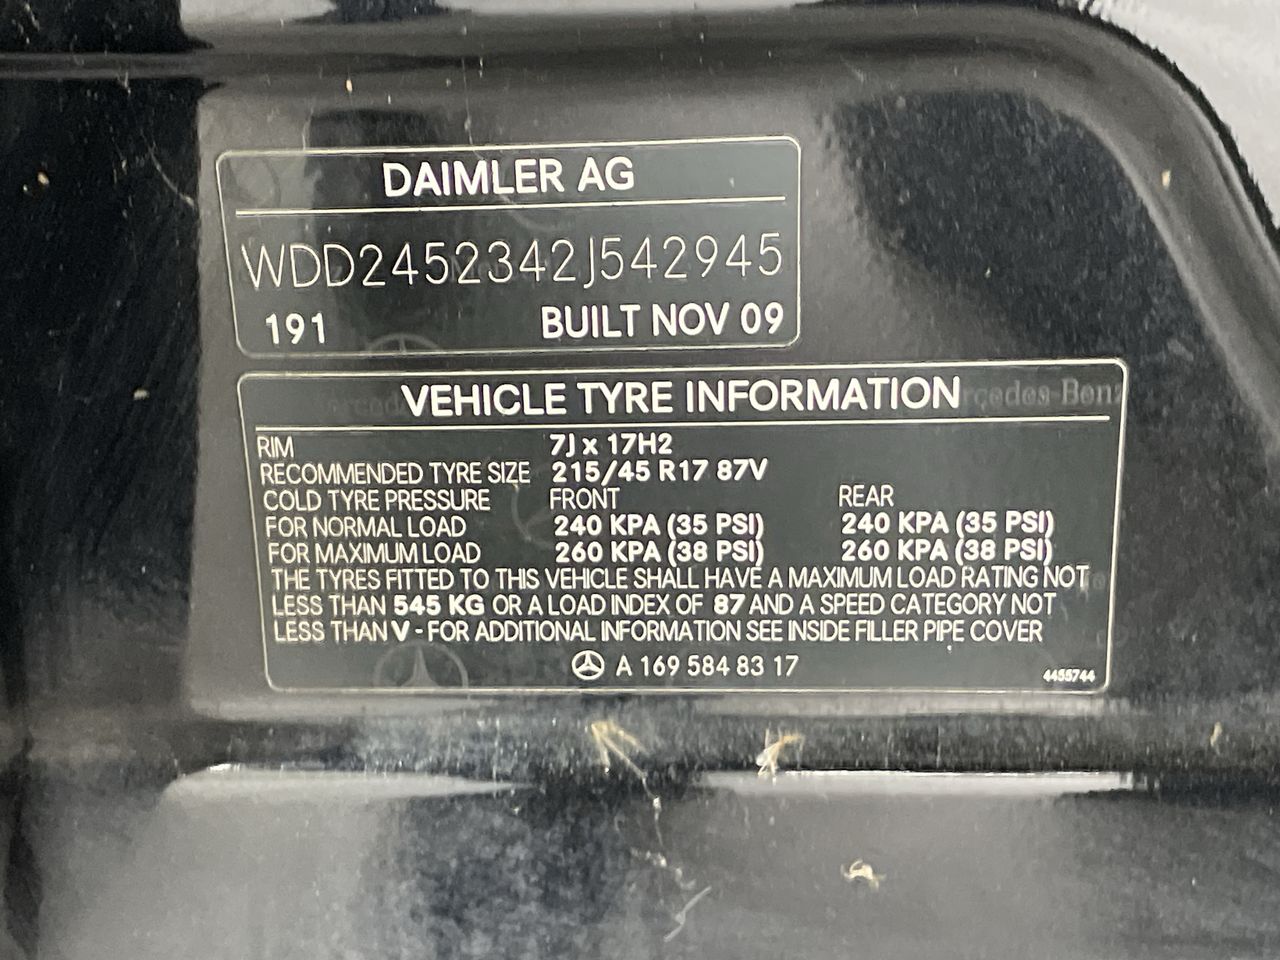 DAIMLER AG
WDD2452342J542945
191 BUILT NOV 09
VEHICLE TYRE INFORMATION
RIM 7J x 17H2
RECOMMENDED TYRE SIZE 215/45 R17 87V
COLD TYRE PRESSURE FRONT REAR
FOR NORMAL LOAD 240 KPA (35 PSI) 240 KPA (35 PSI)
FOR MAXIMUM LOAD 260 KPA (38 PSI) 260 KPA (38 PSI)
THE TYRES FITTED TO THIS VEHICLE SHALL HAVE A MAXIMUM LOAD RATING NOT
LESS THAN 545 KG OR A LOAD INDEX OF 87 AND A SPEED CATEGORY NOT
LESS THAN V - FOR ADDITIONAL INFORMATION SEE INSIDE FILLER PIPE COVER
A 169 584 83 17
4455744